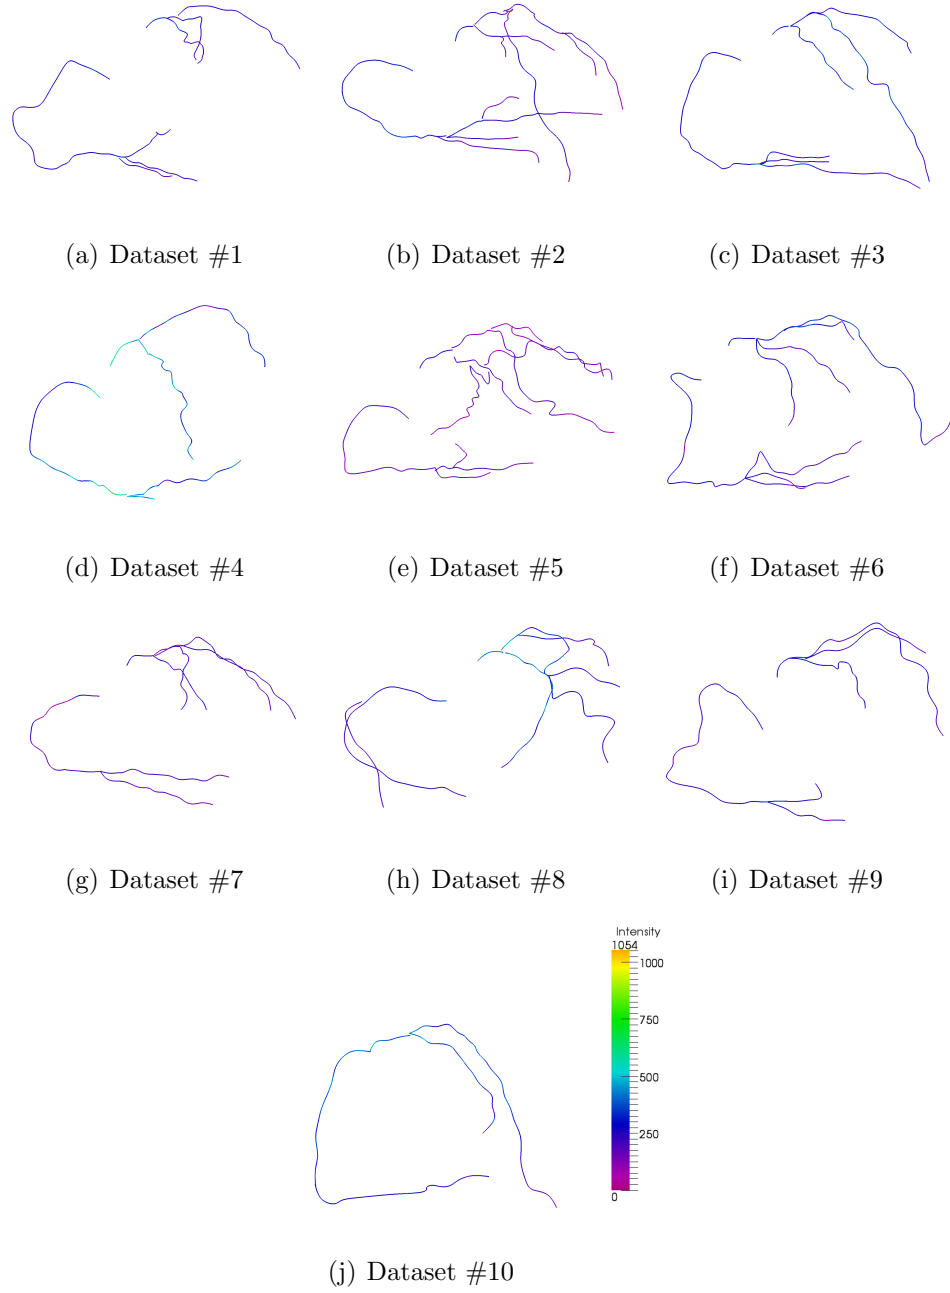 (a) Dataset #1
(b) Dataset #2
(c) Dataset #3
(d) Dataset #4
(e) Dataset #5
(f) Dataset #6
(g) Dataset #7
(h) Dataset #8
(i) Dataset #9
Intensity
1054
1000
750
500
250
0
(j) Dataset #10